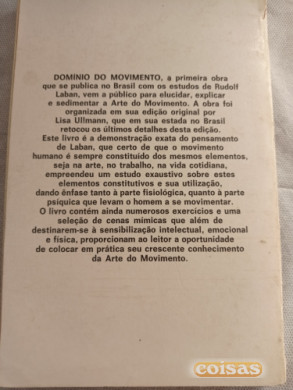 DOMINIO DO MOVIMENTO, a primeira obra
que se publica no Brasil com os estudos de Rudolf
Laban, vem a público para elucidar, explicar
e sedimentar a Arte do Movimento. A obra foi
organizada em sua edição original por
Lisa Ullmann, que em sua estada no Brasil
retocou os últimos detalhes desta edição.
Este livro é a demonstração exata do pensamento
de Laban, que certo de que o movimento
humano é sempre constituído dos mesmos elementos,
seja na arte, no trabalho, na vida cotidiana,
empreendeu um estudo exaustivo sobre estes
elementos constitutivos e sua utilização,
dando ênfase tanto à parte fisiológica, quanto à parte
psíquica que levam o homem a se movimentar.
O livro contém ainda numerosos exercícios e uma
seleção de cenas mímicas que além de
destinarem-se à sensibilização intelectual, emocional
e física, proporcionam ao leitor a oportunidade
de colocar em prática seu crescente conhecimento
da Arte do Movimento.
coisas